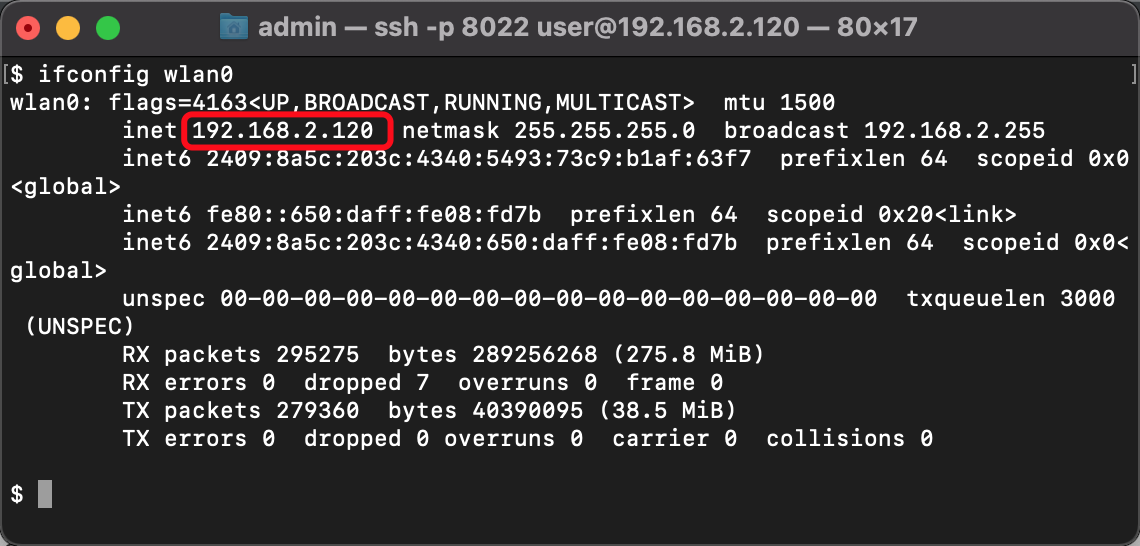 admin — ssh -p 8022 user@192.168.2.120 — 80×17
[$ ifconfig wlan0 ]
wlan0: flags=4163<UP,BROADCAST,RUNNING,MULTICAST>  mtu 1500
        inet 192.168.2.120  netmask 255.255.255.0  broadcast 192.168.2.255
        inet6 2409:8a5c:203c:4340:5493:73c9:b1af:63f7  prefixlen 64  scopeid 0x0
<global>
        inet6 fe80::650:daff:fe08:fd7b  prefixlen 64  scopeid 0x20<link>
        inet6 2409:8a5c:203c:4340:650:daff:fe08:fd7b  prefixlen 64  scopeid 0x0<
global>
        unspec 00-00-00-00-00-00-00-00-00-00-00-00-00-00-00-00  txqueuelen 3000
 (UNSPEC)
        RX packets 295275  bytes 289256268 (275.8 MiB)
        RX errors 0  dropped 7  overruns 0  frame 0
        TX packets 279360  bytes 40390095 (38.5 MiB)
        TX errors 0  dropped 0 overruns 0  carrier 0  collisions 0
$